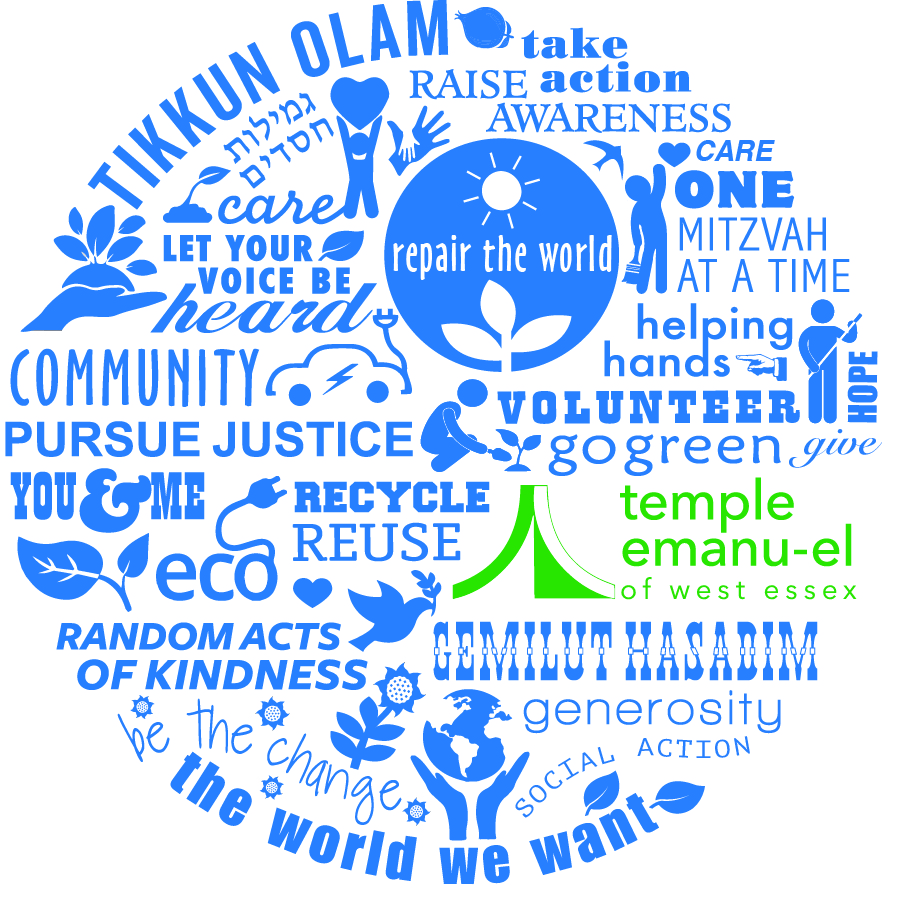 TIKKUN OLAM
take
action
RAISE
AWARENESS
גמילות
חסדים
care
CARE
ONE
MITZVAH
AT A TIME
LET YOUR
VOICE BE
heard
repair the world
helping
hands
HOPE
COMMUNITY
VOLUNTEER
PURSUE JUSTICE
go green
give
YOU & ME
RECYCLE
REUSE
temple
emanu-el
of west essex
eco
RANDOM ACTS
OF KINDNESS
GEMILUT HASADIM
generosity
be the change
SOCIAL ACTION
the world we want